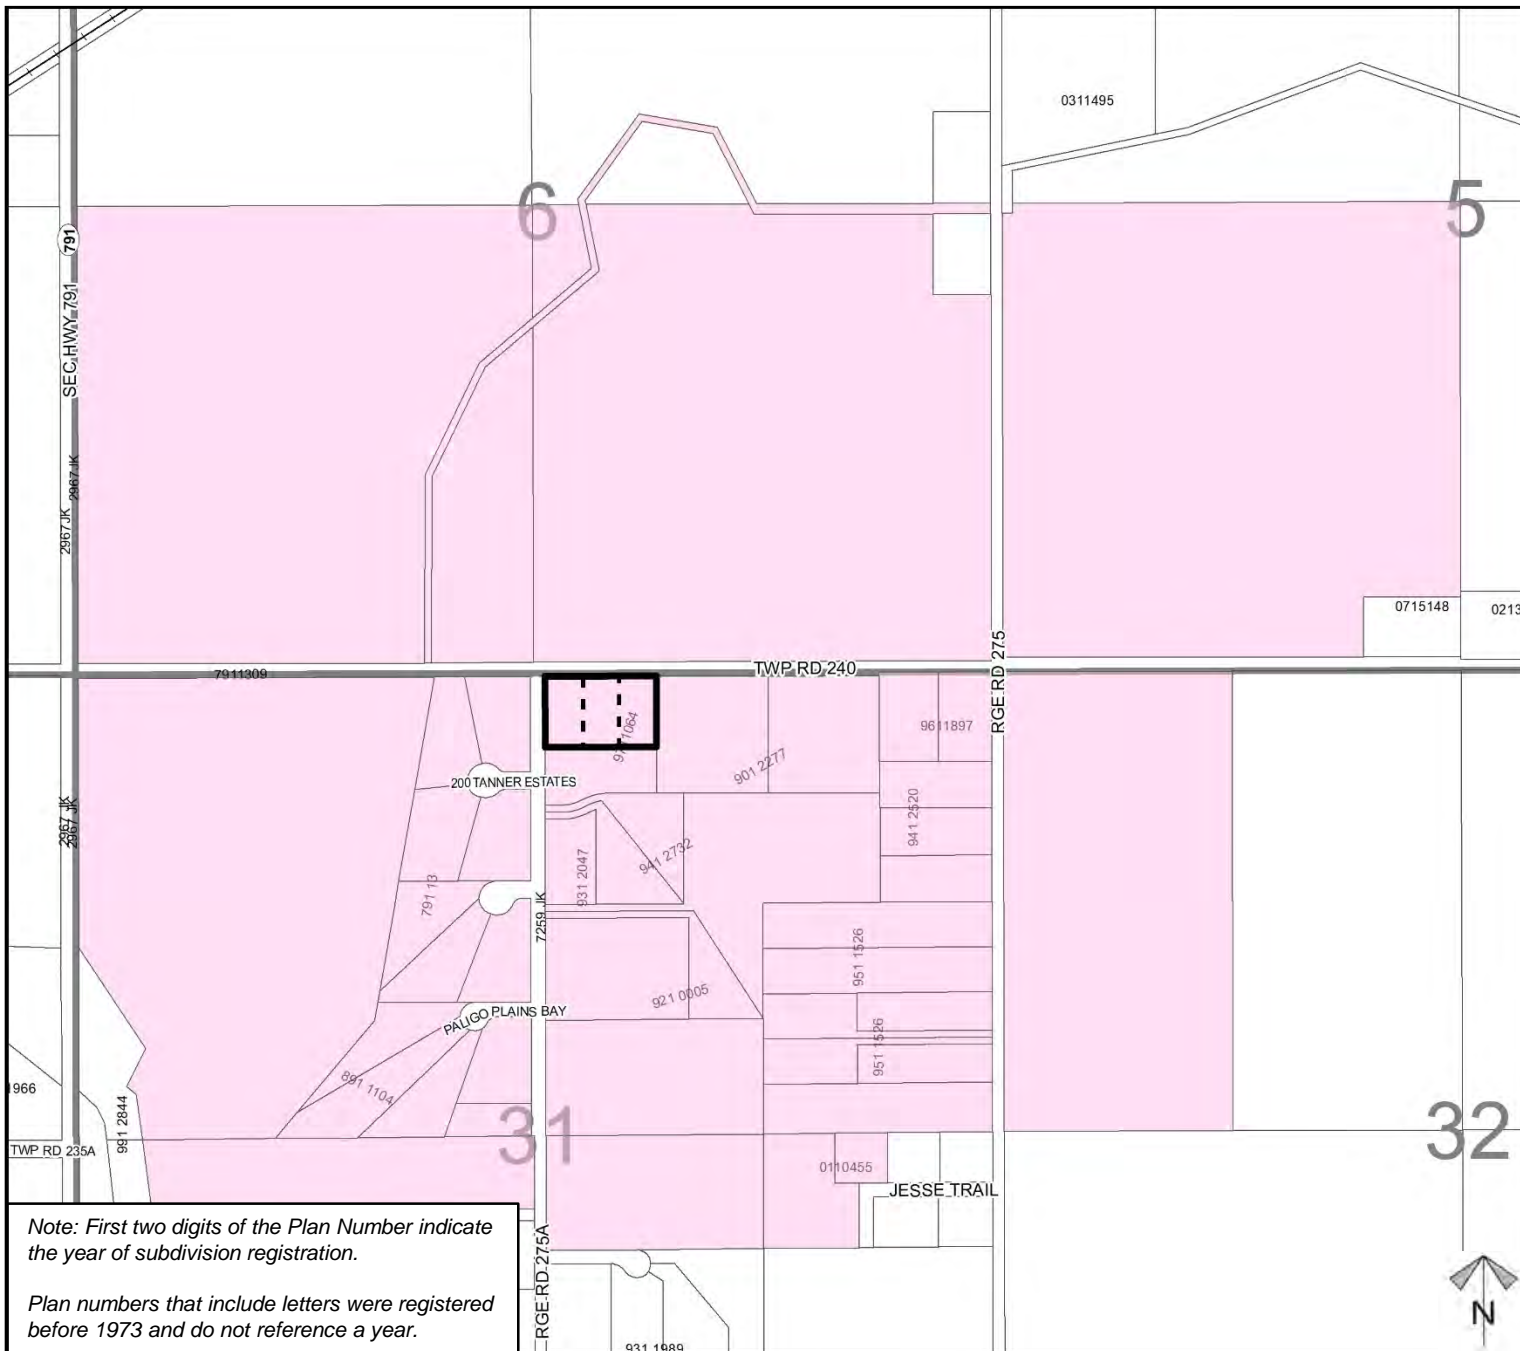 0311495
6
5
791
SEC HWY 791
2967JK
2967JK
0715148
0213
TWP RD 240
RGE RD 275
7911309
9611897
901 2277
200 TANNER ESTATES
941 2520
941 2732
931 2047
791 13
2967 JK
2967 JK
7259 JK
951 1526
921 0005
PALIGO PLAINS BAY
951 1526
891 1104
1966
991 2844
31
32
TWP RD 235A
0110455
JESSE TRAIL
Note: First two digits of the Plan Number indicate
the year of subdivision registration.
Plan numbers that include letters were registered
before 1973 and do not reference a year.
RGE RD 275A
931 1989
N